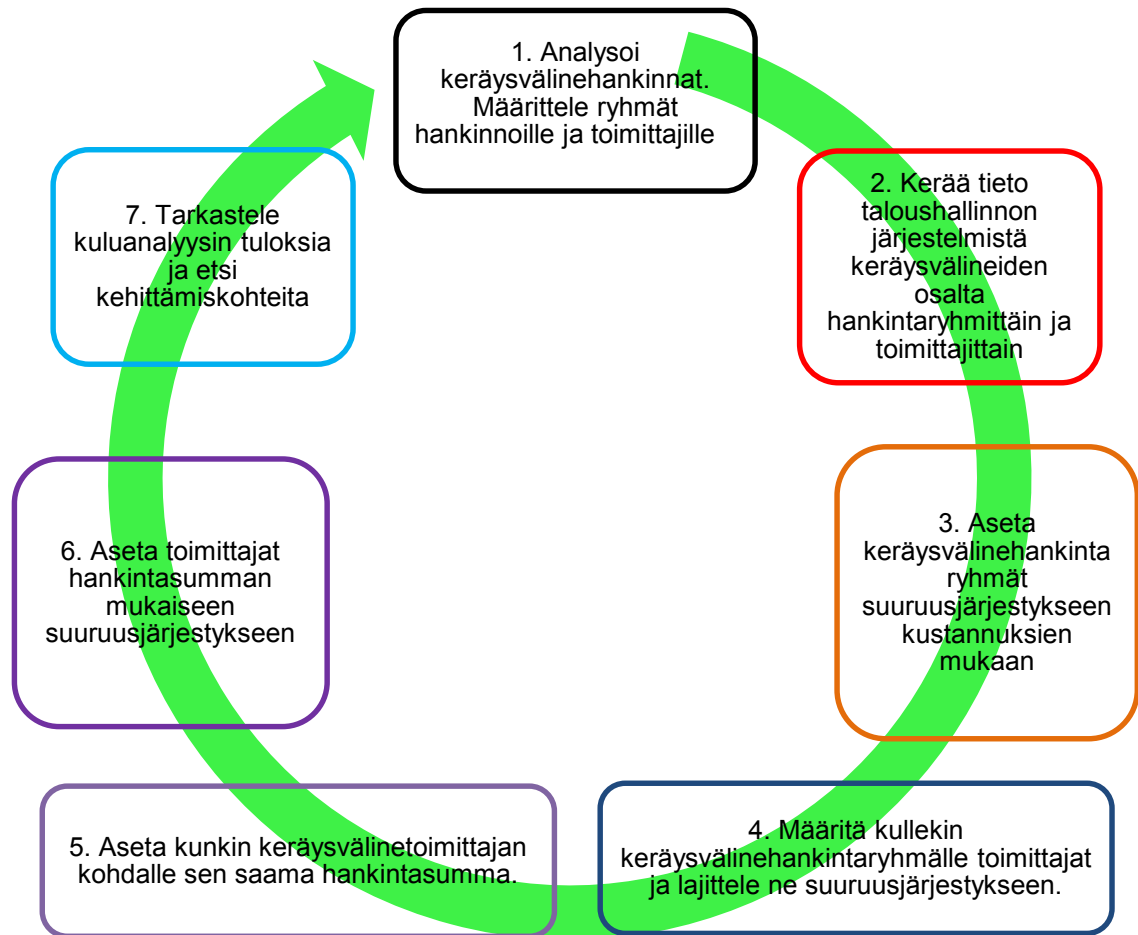 1. Analysoi
keräysvälinehankinnat.
Määrittele ryhmät
hankinnoille ja toimittajille
2. Kerää tieto
taloushallinnon
järjestelmistä
keräysvälineiden
osalta
hankintaryhmittäin ja
toimittajittain
3. Aseta
keräysvälinehankinta
ryhmät
suuruusjärjestykseen
kustannuksien
mukaan
4. Määritä kullekin
keräysvälinehankintaryhmälle toimittajat
ja lajittele ne suuruusjärjestykseen.
5. Aseta kunkin keräysvälinetoimittajan
kohdalle sen saama hankintasumma.
6. Aseta toimittajat
hankintasumman
mukaiseen
suuruusjärjestykseen
7. Tarkastele
kuluanalyysin tuloksia
ja etsi
kehittämiskohteita